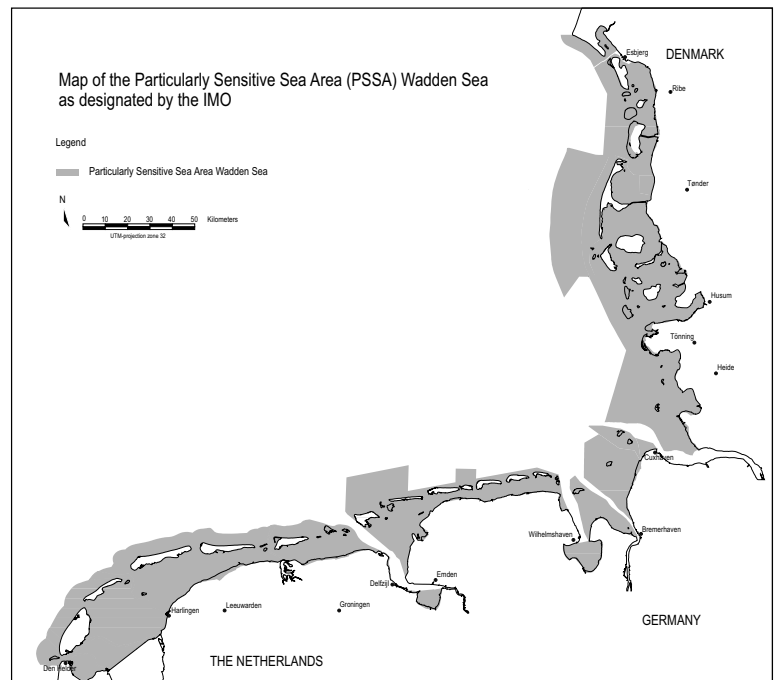 Map of the Particularly Sensitive Sea Area (PSSA) Wadden Sea
as designated by the IMO
Legend
Particularly Sensitive Sea Area Wadden Sea
N
0 10 20 30 40 50 Kilometers
UTM-projection zone 32
Esbjerg
DENMARK
Ribe
Tønder
Husum
Tönning
Heide
Cuxhaven
Wilhelmshaven
Bremerhaven
Emden
Delfzijl
Harlingen
Leeuwarden
Groningen
GERMANY
THE NETHERLANDS
Den Helder